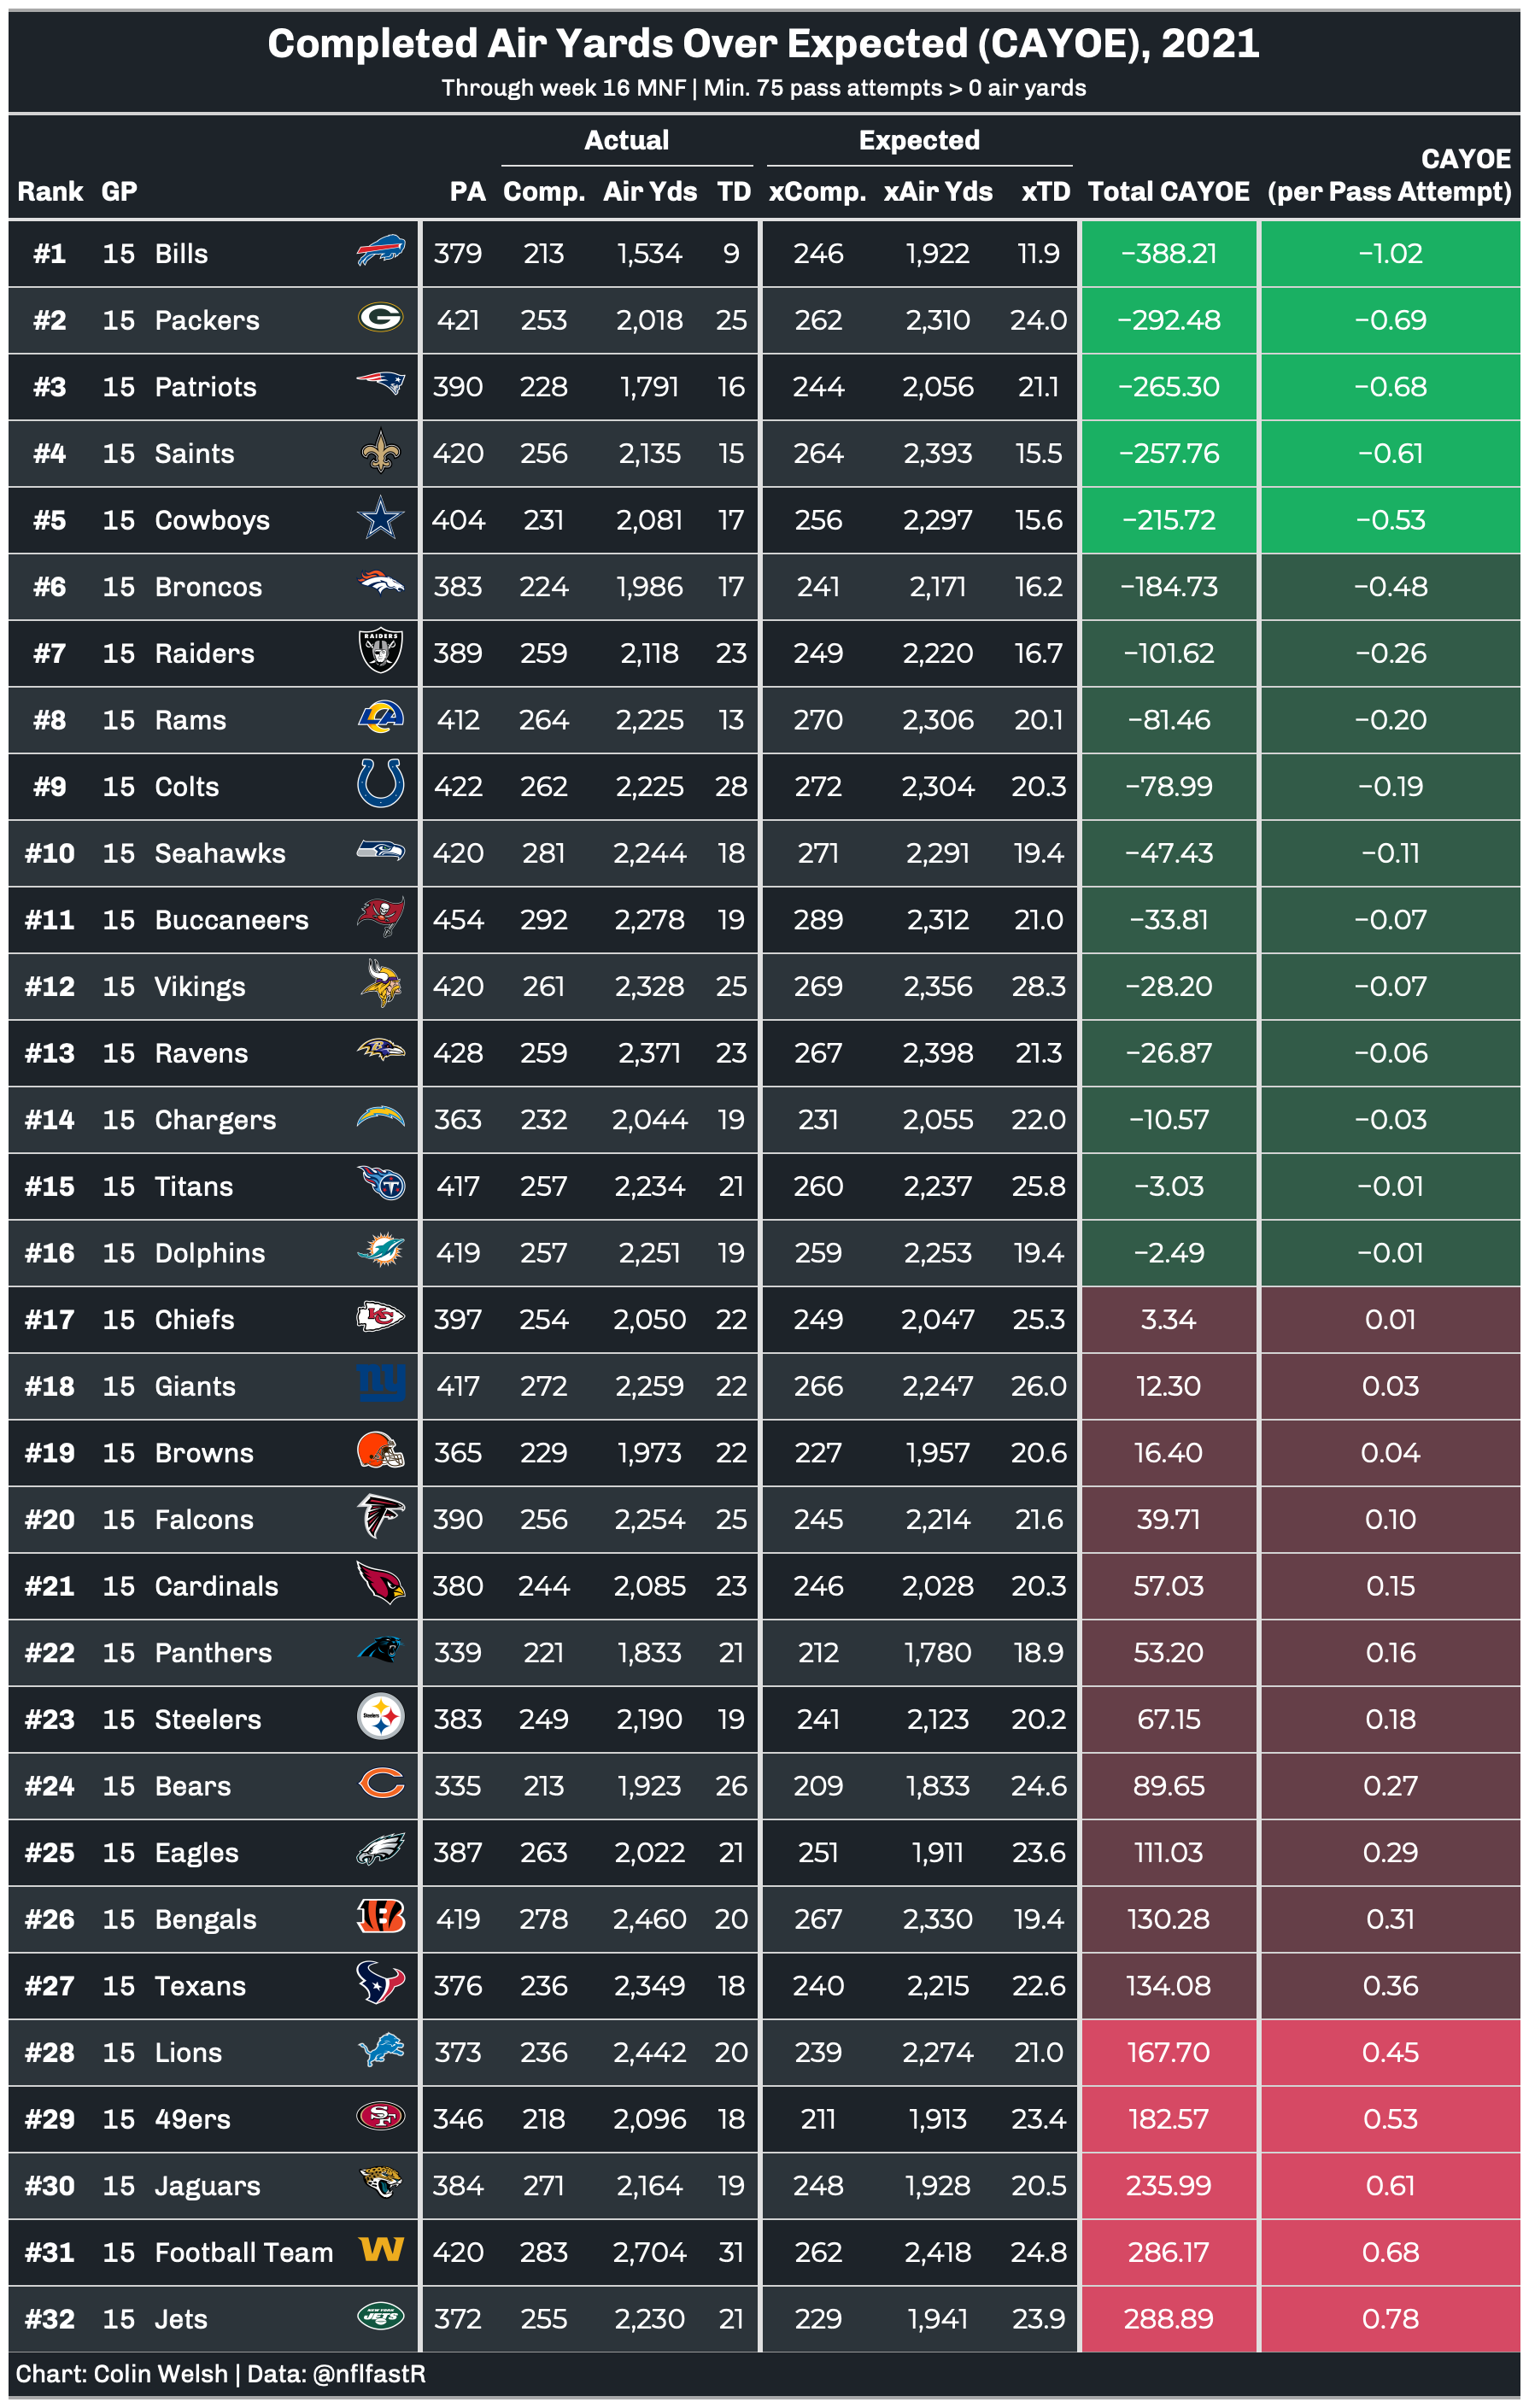 Completed Air Yards Over Expected (CAYOE), 2021
Through week 16 MNF | Min. 75 pass attempts > 0 air yards
Actual Expected CAYOE
Rank GP PA Comp. Air Yds TD xComp. xAir Yds xTD Total CAYOE (per Pass Attempt)
#1 15 Bills 379 213 1,534 9 246 1,922 11.9 −388.21 −1.02
#2 15 Packers 421 253 2,018 25 262 2,310 24.0 −292.48 −0.69
#3 15 Patriots 390 228 1,791 16 244 2,056 21.1 −265.30 −0.68
#4 15 Saints 420 256 2,135 15 264 2,393 15.5 −257.76 −0.61
#5 15 Cowboys 404 231 2,081 17 256 2,297 15.6 −215.72 −0.53
#6 15 Broncos 383 224 1,986 17 241 2,171 16.2 −184.73 −0.48
#7 15 Raiders RAIDERS 389 259 2,118 23 249 2,220 16.7 −101.62 −0.26
#8 15 Rams LA 412 264 2,225 13 270 2,306 20.1 −81.46 −0.20
#9 15 Colts 422 262 2,225 28 272 2,304 20.3 −78.99 −0.19
#10 15 Seahawks 420 281 2,244 18 271 2,291 19.4 −47.43 −0.11
#11 15 Buccaneers 454 292 2,278 19 289 2,312 21.0 −33.81 −0.07
#12 15 Vikings 420 261 2,328 25 269 2,356 28.3 −28.20 −0.07
#13 15 Ravens 428 259 2,371 23 267 2,398 21.3 −26.87 −0.06
#14 15 Chargers 363 232 2,044 19 231 2,055 22.0 −10.57 −0.03
#15 15 Titans 417 257 2,234 21 260 2,237 25.8 −3.03 −0.01
#16 15 Dolphins 419 257 2,251 19 259 2,253 19.4 −2.49 −0.01
#17 15 Chiefs KC 397 254 2,050 22 249 2,047 25.3 3.34 0.01
#18 15 Giants ny 417 272 2,259 22 266 2,247 26.0 12.30 0.03
#19 15 Browns 365 229 1,973 22 227 1,957 20.6 16.40 0.04
#20 15 Falcons 390 256 2,254 25 245 2,214 21.6 39.71 0.10
#21 15 Cardinals 380 244 2,085 23 246 2,028 20.3 57.03 0.15
#22 15 Panthers 339 221 1,833 21 212 1,780 18.9 53.20 0.16
#23 15 Steelers Steelers 383 249 2,190 19 241 2,123 20.2 67.15 0.18
#24 15 Bears 335 213 1,923 26 209 1,833 24.6 89.65 0.27
#25 15 Eagles 387 263 2,022 21 251 1,911 23.6 111.03 0.29
#26 15 Bengals B 419 278 2,460 20 267 2,330 19.4 130.28 0.31
#27 15 Texans 376 236 2,349 18 240 2,215 22.6 134.08 0.36
#28 15 Lions 373 236 2,442 20 239 2,274 21.0 167.70 0.45
#29 15 49ers SF 346 218 2,096 18 211 1,913 23.4 182.57 0.53
#30 15 Jaguars 384 271 2,164 19 248 1,928 20.5 235.99 0.61
#31 15 Football Team W 420 283 2,704 31 262 2,418 24.8 286.17 0.68
#32 15 Jets NEW YORK JETS 372 255 2,230 21 229 1,941 23.9 288.89 0.78
Chart: Colin Welsh | Data: @nflfastR